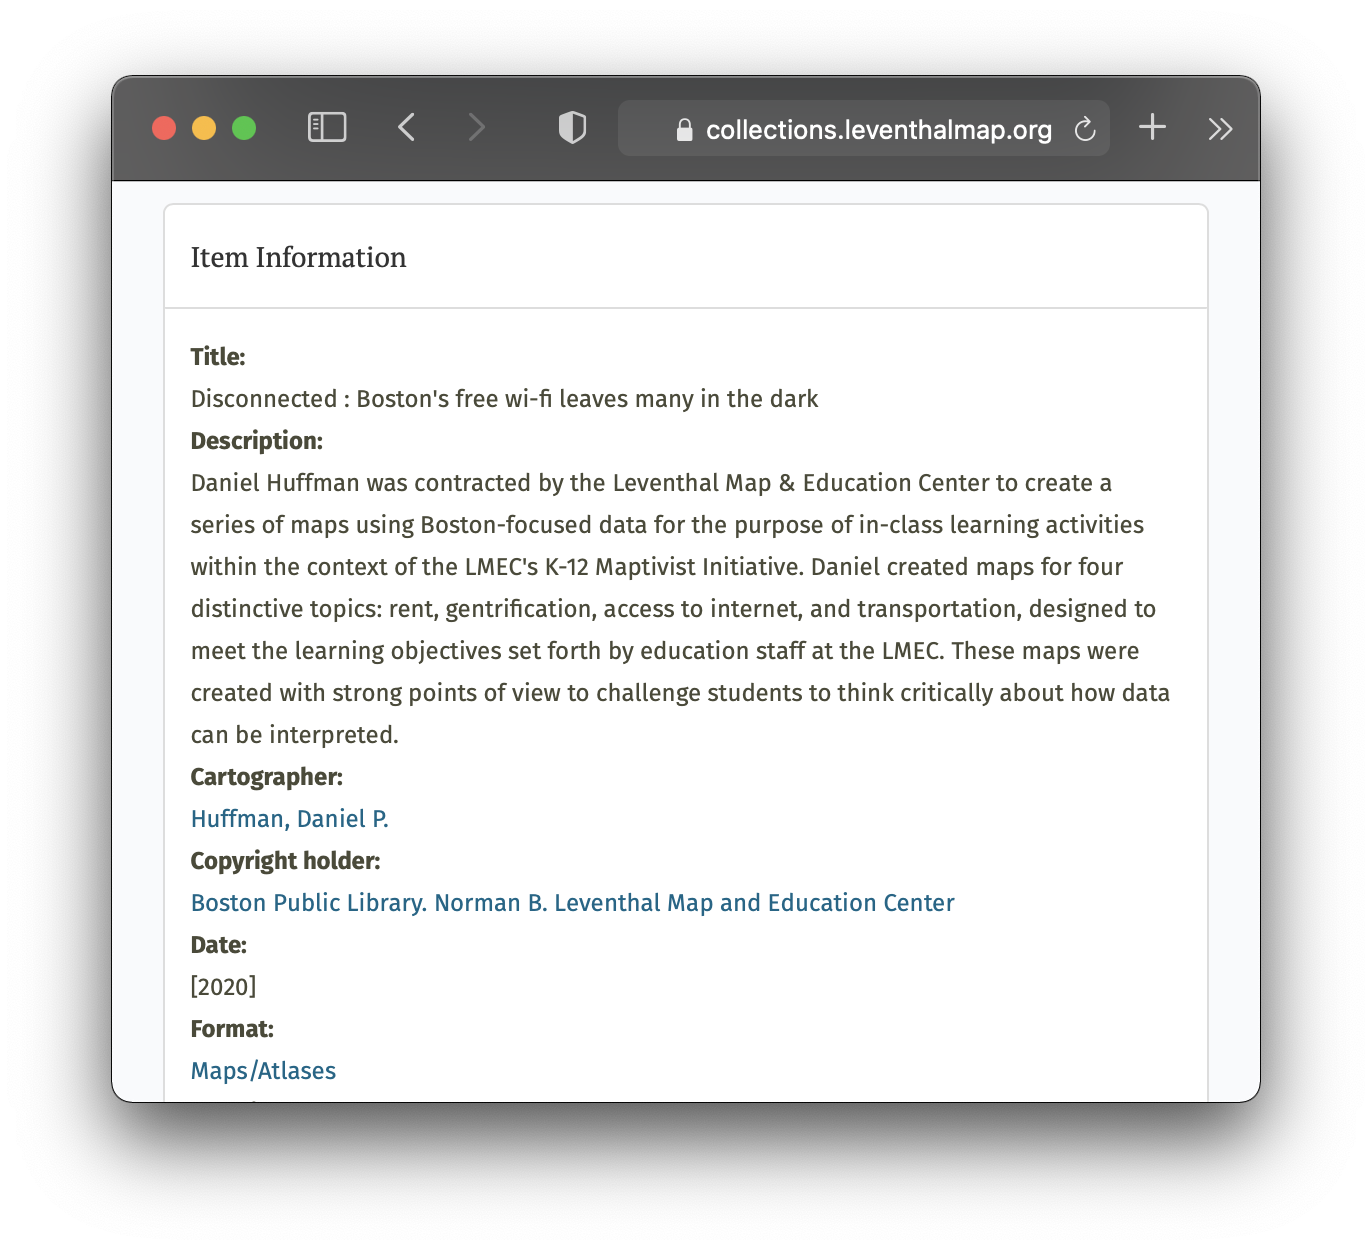 collections.leventhalmap.org
Item Information
Title:
Disconnected : Boston's free wi-fi leaves many in the dark
Description:
Daniel Huffman was contracted by the Leventhal Map & Education Center to create a
series of maps using Boston-focused data for the purpose of in-class learning activities
within the context of the LMEC's K-12 Maptivist Initiative. Daniel created maps for four
distinctive topics: rent, gentrification, access to internet, and transportation, designed to
meet the learning objectives set forth by education staff at the LMEC. These maps were
created with strong points of view to challenge students to think critically about how data
can be interpreted.
Cartographer:
Huffman, Daniel P.
Copyright holder:
Boston Public Library. Norman B. Leventhal Map and Education Center
Date:
[2020]
Format:
Maps/Atlases